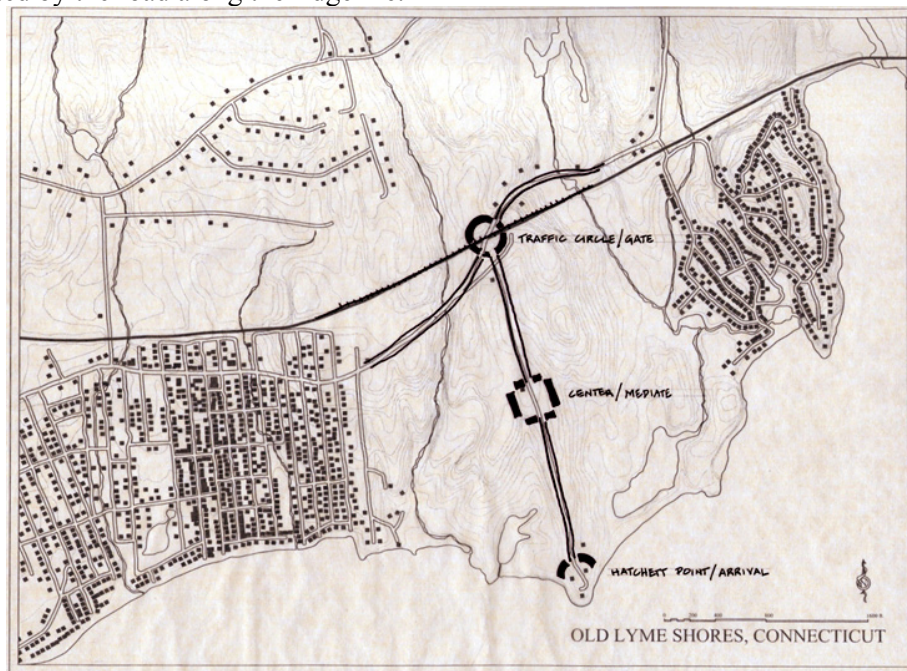 TRAFFIC CIRCLE/GATE
CENTER/MEDIATE
HATCHETT POINT/ARRIVAL
OLD LYME SHORES, CONNECTICUT